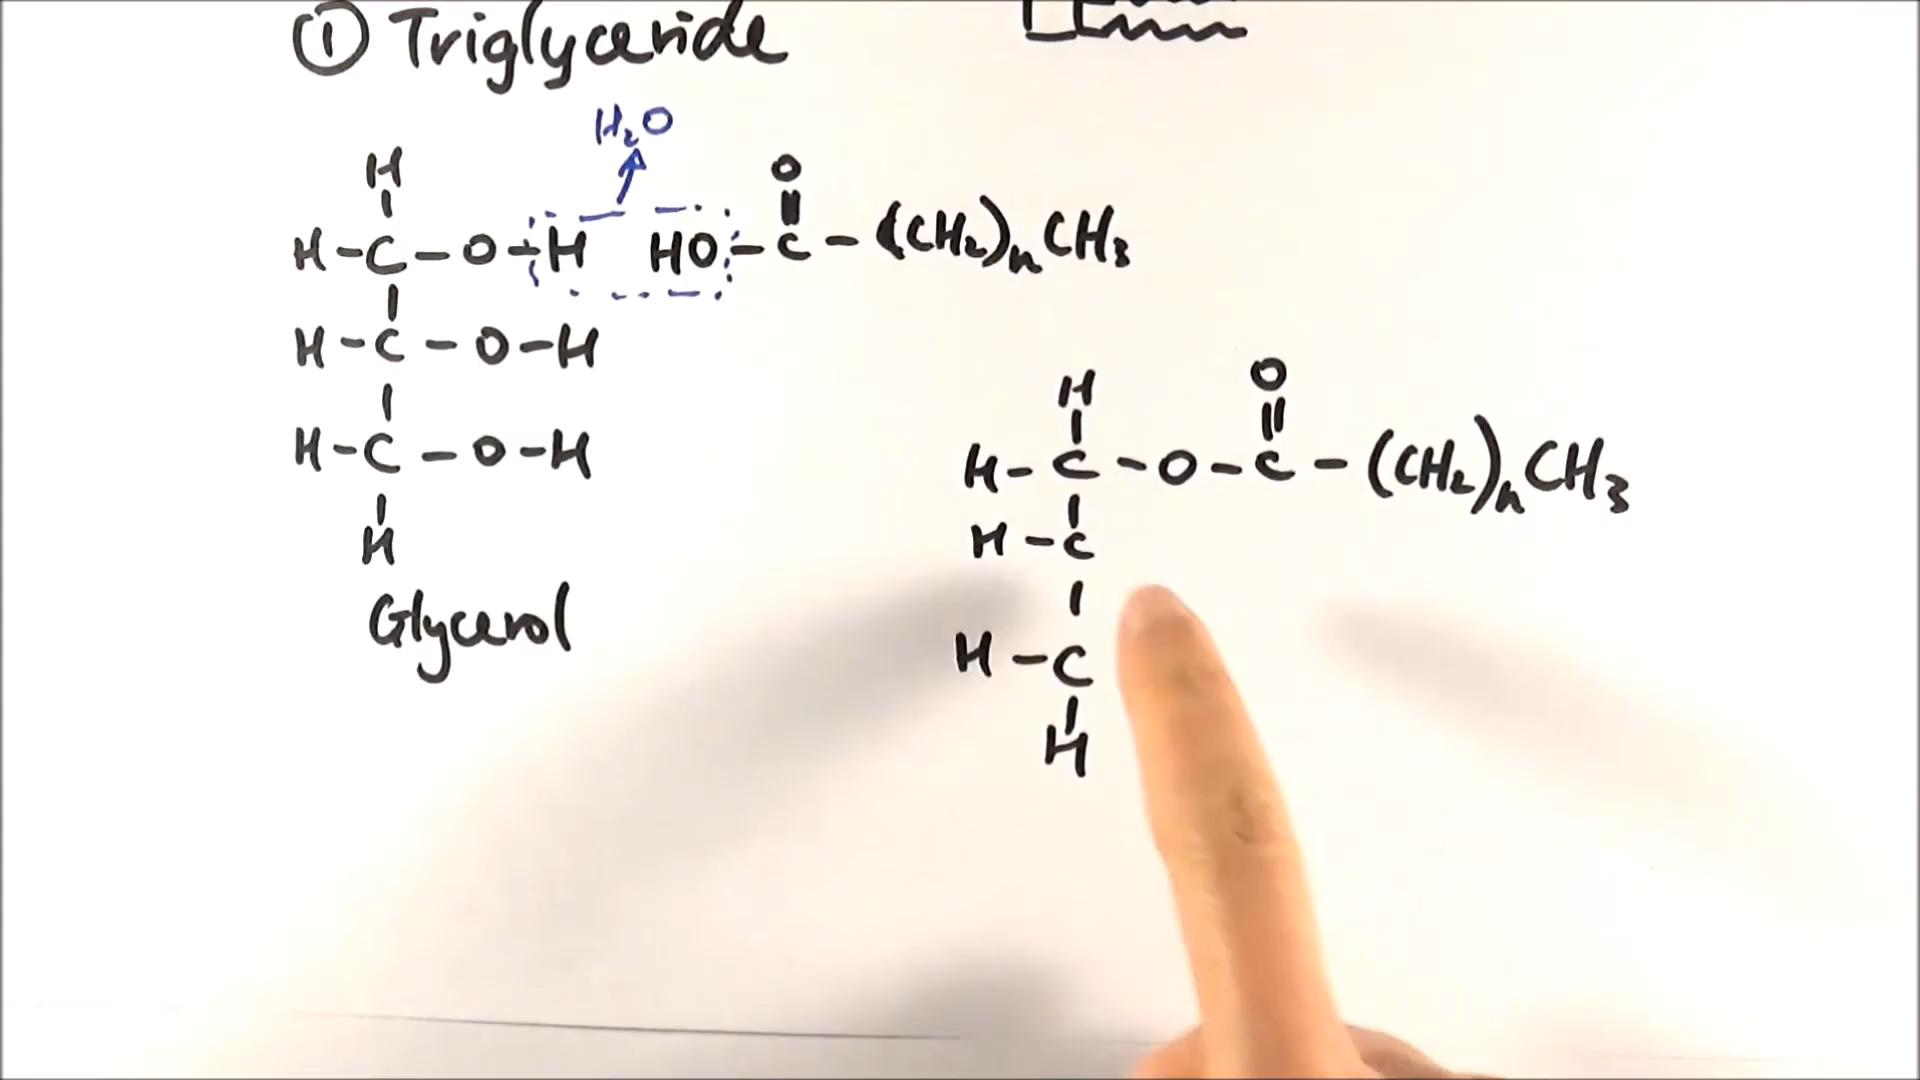 ① Triglyceride
H₂O
H O
H-C-O-H HO-C-(CH₂)ₙCH₃
H-C-O-H
H-C-O-H
H
Glycerol
H O
H-C-O-C-(CH₂)ₙCH₃
H-C
H-C
H